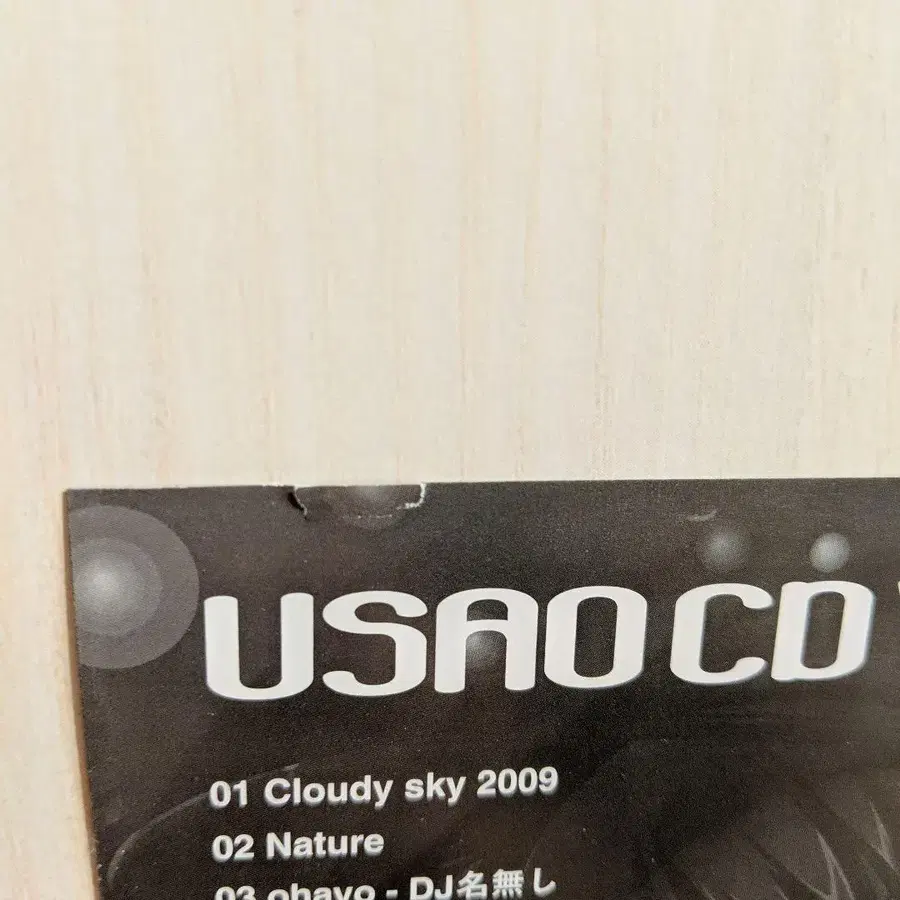 USAO CD
01 Cloudy sky 2009
02 Nature
03 ohayo - DJ名無し